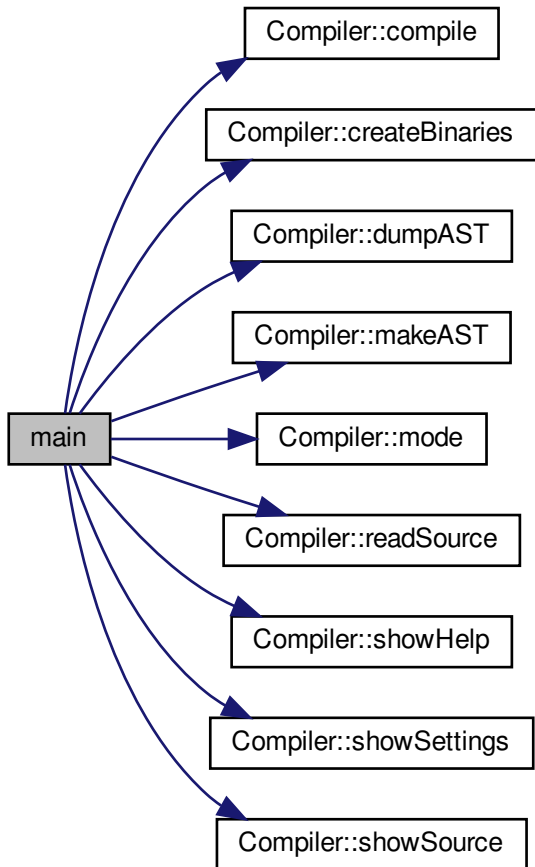 Compiler::compile
Compiler::createBinaries
Compiler::dumpAST
Compiler::makeAST
main
Compiler::mode
Compiler::readSource
Compiler::showHelp
Compiler::showSettings
Compiler::showSource